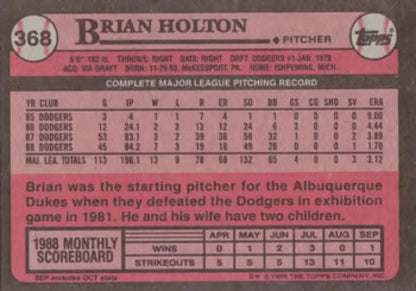 368 BRIAN HOLTON PITCHER TOPPS
6'0" 193 lb. THROWS: RIGHT BATS: RIGHT DRAFT: DODGERS #1-JAN. 1978
ACQ: VIA DRAFT BORN: 11-29-59, McKEESPORT, PA. HOME: ISHPEMING, MICH.
COMPLETE MAJOR LEAGUE PITCHING RECORD
YR CLUB G IP W L R ER SO BB GS CG SHO SV ERA
85 DODGERS 3 4 1 1 0 0 0 0 9.00
86 DODGERS 12 24.1 2 3 13 12 24 6 3 0 0 0 4.44
87 DODGERS 53 83.1 3 2 39 36 58 32 1 0 0 2 3.89
88 DODGERS 45 84.2 7 3 19 16 49 26 0 0 0 1 1.70
MAJ. LEA. TOTALS 113 196.1 13 9 78 68 132 65 4 0 0 3 3.12
Brian was the starting pitcher for the Albuquerque
Dukes when they defeated the Dodgers in exhibition
game in 1981. He and his wife have two children.
1988 MONTHLY SCOREBOARD
APR MAY JUN JUL AUG SEP
WINS 0 2 2 2 0 1
STRIKEOUTS 5 5 5 13 11 10
SEP includes OCT stats D* © 1989 THE TOPPS COMPANY, INC.